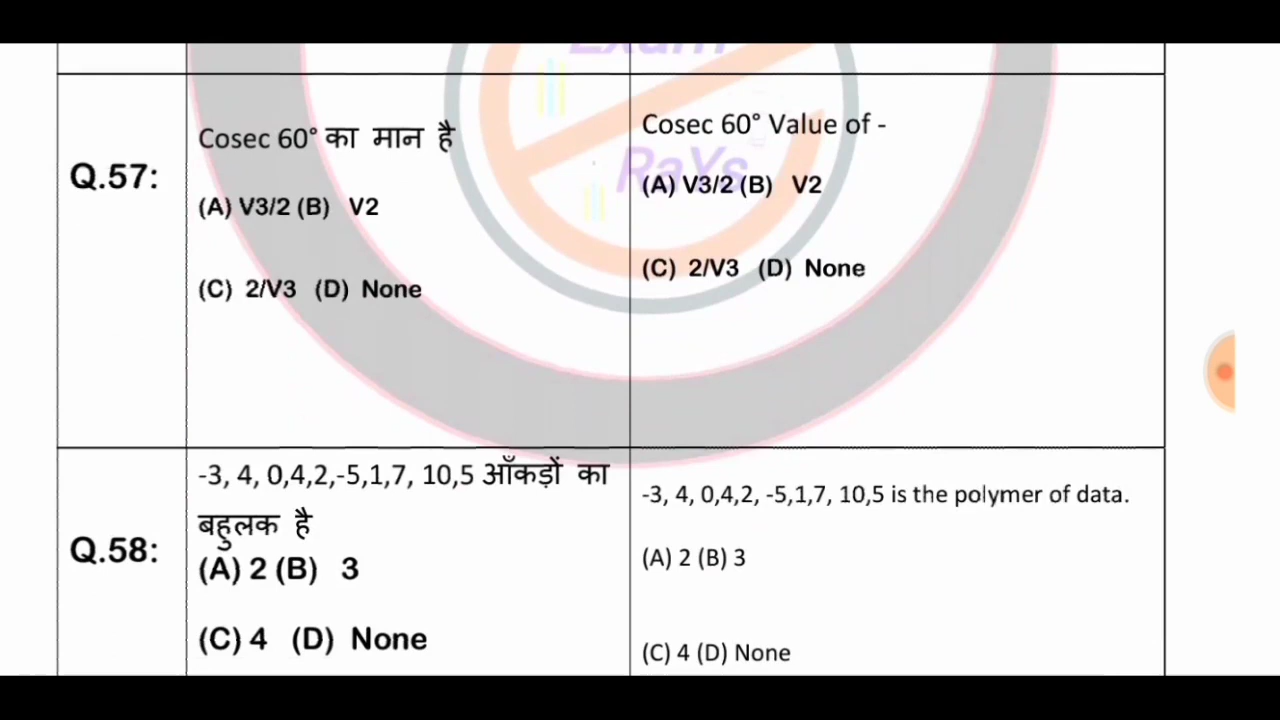 Exam
RaYs
Q.57:
Cosec 60° का मान है
(A) V3/2 (B) V2
(C) 2/V3 (D) None
Cosec 60° Value of -
(A) V3/2 (B) V2
(C) 2/V3 (D) None
Q.58:
-3, 4, 0,4,2,-5,1,7, 10,5 आँकड़ों का
बहुलक है
(A) 2 (B) 3
(C) 4 (D) None
-3, 4, 0,4,2, -5,1,7, 10,5 is the polymer of data.
(A) 2 (B) 3
(C) 4 (D) None